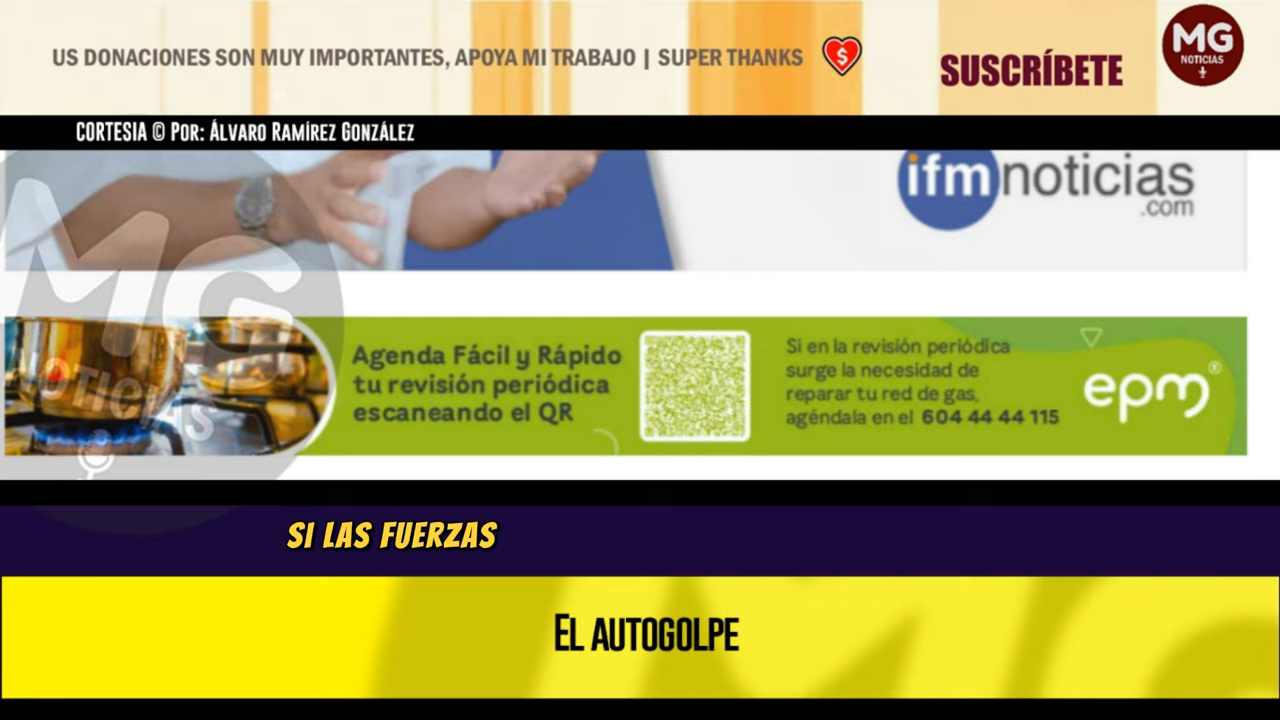 US DONACIONES SON MUY IMPORTANTES, APOYA MI TRABAJO | SUPER THANKS
SUSCRÍBETE
MG
NOTICIAS
CORTESIA © POR: ÁLVARO RAMÍREZ GONZÁLEZ
ifmnoticias
.com
MG
NOTICIAS
Agenda Fácil y Rápido
tu revisión periódica
escaneando el QR
Si en la revisión periódica
surge la necesidad de
reparar tu red de gas,
agéndala en el 604 44 44 115
epm®
SI LAS FUERZAS
EL AUTOGOLPE